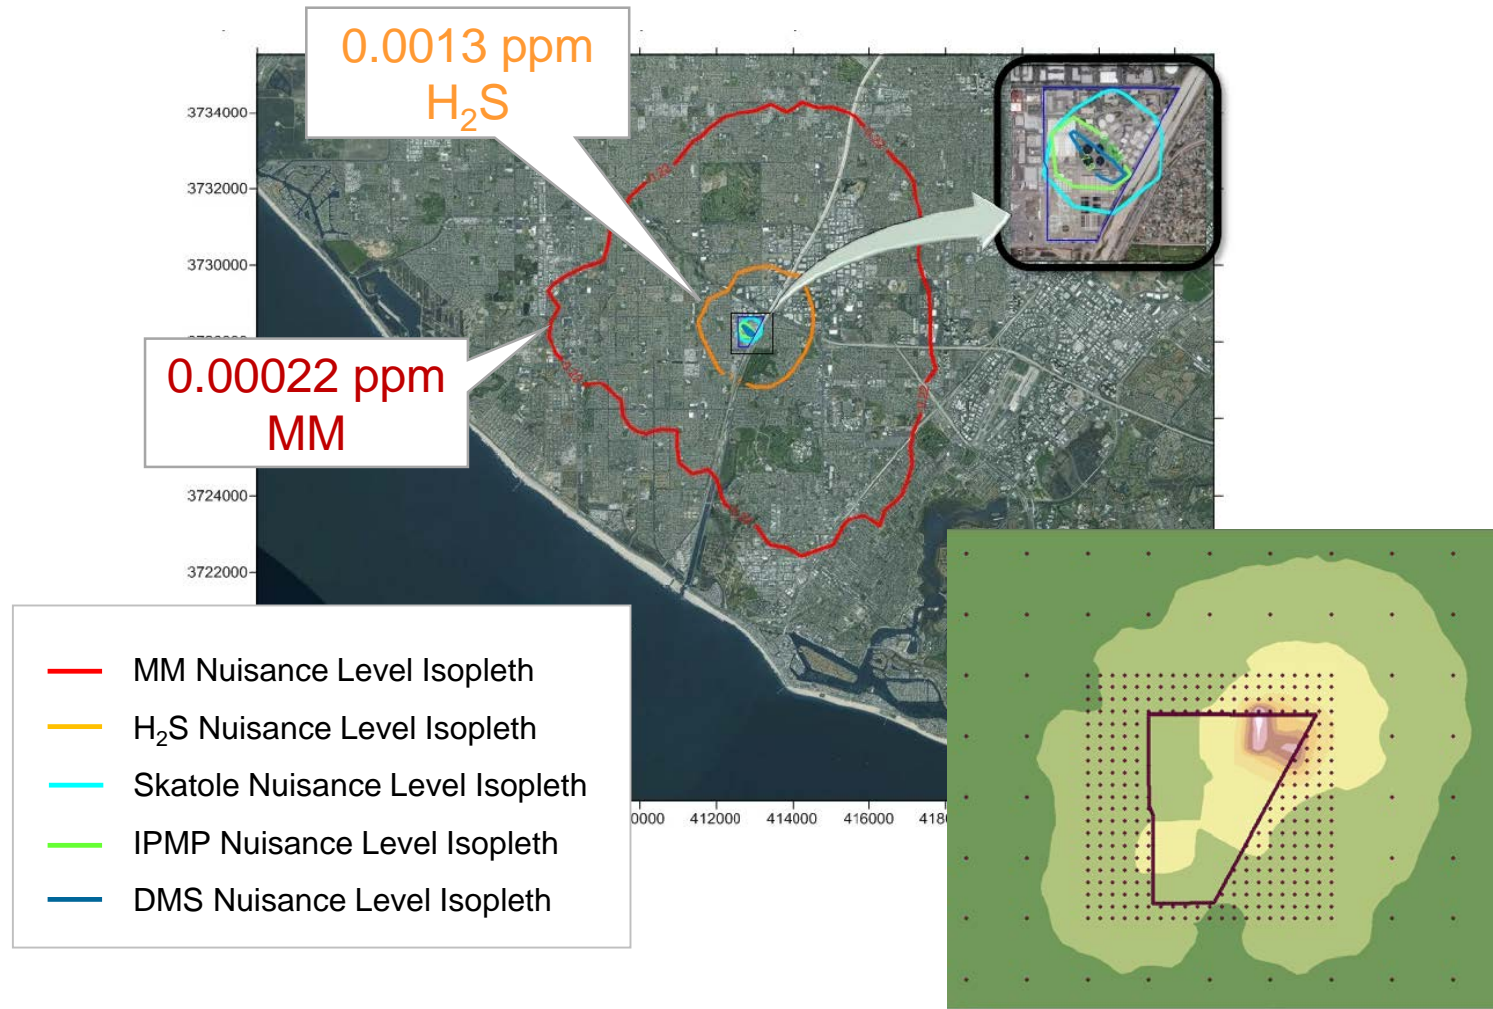 0.0013 ppm
H₂S
3734000
3732000
3730000
0.00022 ppm
MM
3724000
3722000
MM Nuisance Level Isopleth
H₂S Nuisance Level Isopleth
Skatole Nuisance Level Isopleth
IPMP Nuisance Level Isopleth
DMS Nuisance Level Isopleth
412000 414000 416000